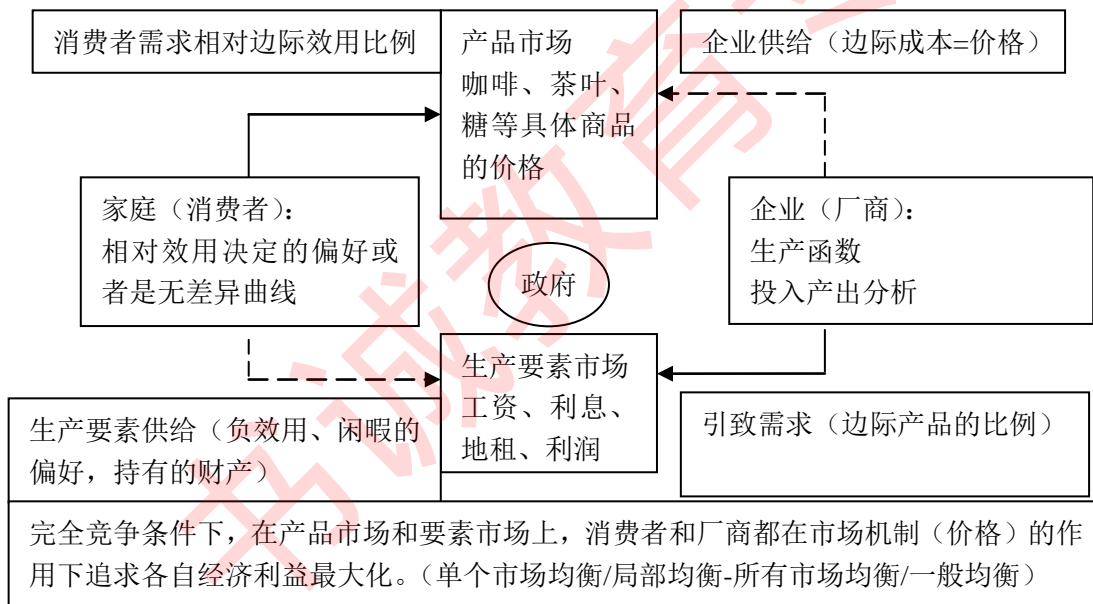 消费者需求相对边际效用比例
产品市场
咖啡、茶叶、
糖等具体商品
的价格
企业供给（边际成本=价格）
家庭（消费者）：
相对效用决定的偏好或
者是无差异曲线
政府
企业（厂商）：
生产函数
投入产出分析
生产要素市场
工资、利息、
地租、利润
生产要素供给（负效用、闲暇的
偏好，持有的财产）
引致需求（边际产品的比例）
完全竞争条件下，在产品市场和要素市场上，消费者和厂商都在市场机制（价格）的作
用下追求各自经济利益最大化。（单个市场均衡/局部均衡-所有市场均衡/一般均衡）
书诚教育